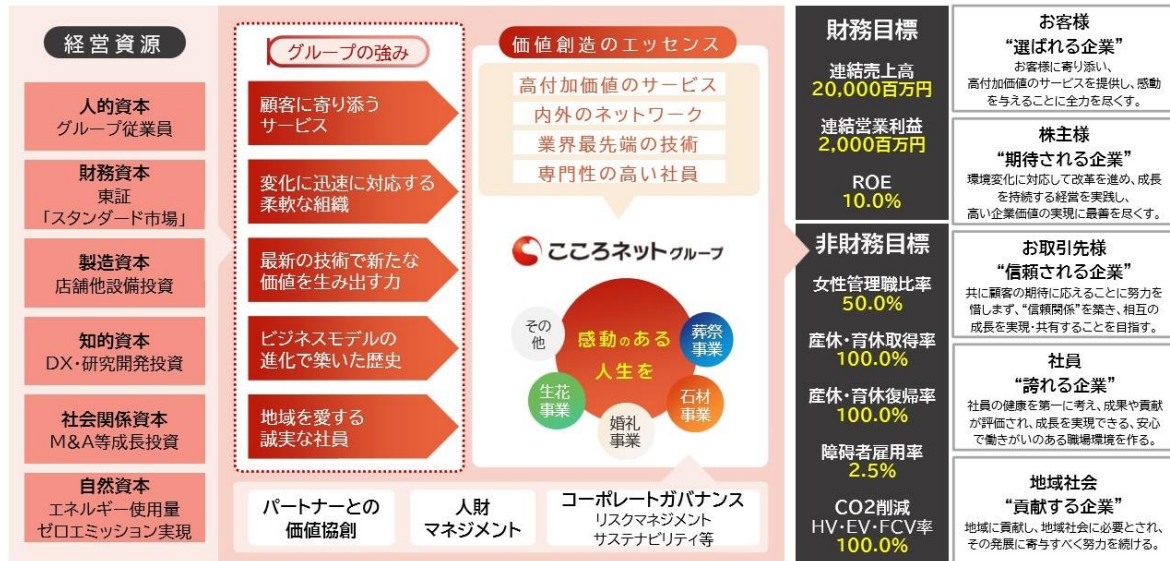 経営資源
人的資本
グループ従業員
財務資本
東証
「スタンダード市場」
製造資本
店舗他設備投資
知的資本
DX・研究開発投資
社会関係資本
M&A等成長投資
自然資本
エネルギー使用量
ゼロエミッション実現
グループの強み
顧客に寄り添う
サービス
変化に迅速に対応する
柔軟な組織
最新の技術で新たな
価値を生み出す力
ビジネスモデルの
進化で築いた歴史
地域を愛する
誠実な社員
価値創造のエッセンス
高付加価値のサービス
内外のネットワーク
業界最先端の技術
専門性の高い社員
こころネットグループ
感動のある
人生を
葬祭
事業
石材
事業
婚礼
事業
生花
事業
その
他
パートナーとの
価値協創
人財
マネジメント
コーポレートガバナンス
リスクマネジメント
サステナビリティ等
財務目標
連結売上高
20,000百万円
連結営業利益
2,000百万円
ROE
10.0%
非財務目標
女性管理職比率
50.0%
産休・育休取得率
100.0%
産休・育休復帰率
100.0%
障碍者雇用率
2.5%
CO2削減
HV・EV・FCV率
100.0%
お客様
“選ばれる企業”
お客様に寄り添い、
高付加価値のサービスを提供し、感動
を与えることに全力を尽くす。
株主様
“期待される企業”
環境変化に対応して改革を進め、成長
を持続する経営を実践し、
高い企業価値の実現に最善を尽くす。
お取引先様
“信頼される企業”
共に顧客の期待に応えることに努力を
惜しまず、“信頼関係”を築き、相互の
成長を実現・共有することを目指す。
社員
“誇れる企業”
社員の健康を第一に考え、成果や貢献
が評価され、成長を実現できる、安心
で働きがいのある職場環境を作る。
地域社会
“貢献する企業”
地域に貢献し、地域社会に必要とされ、
その発展に寄与すべく努力を続ける。